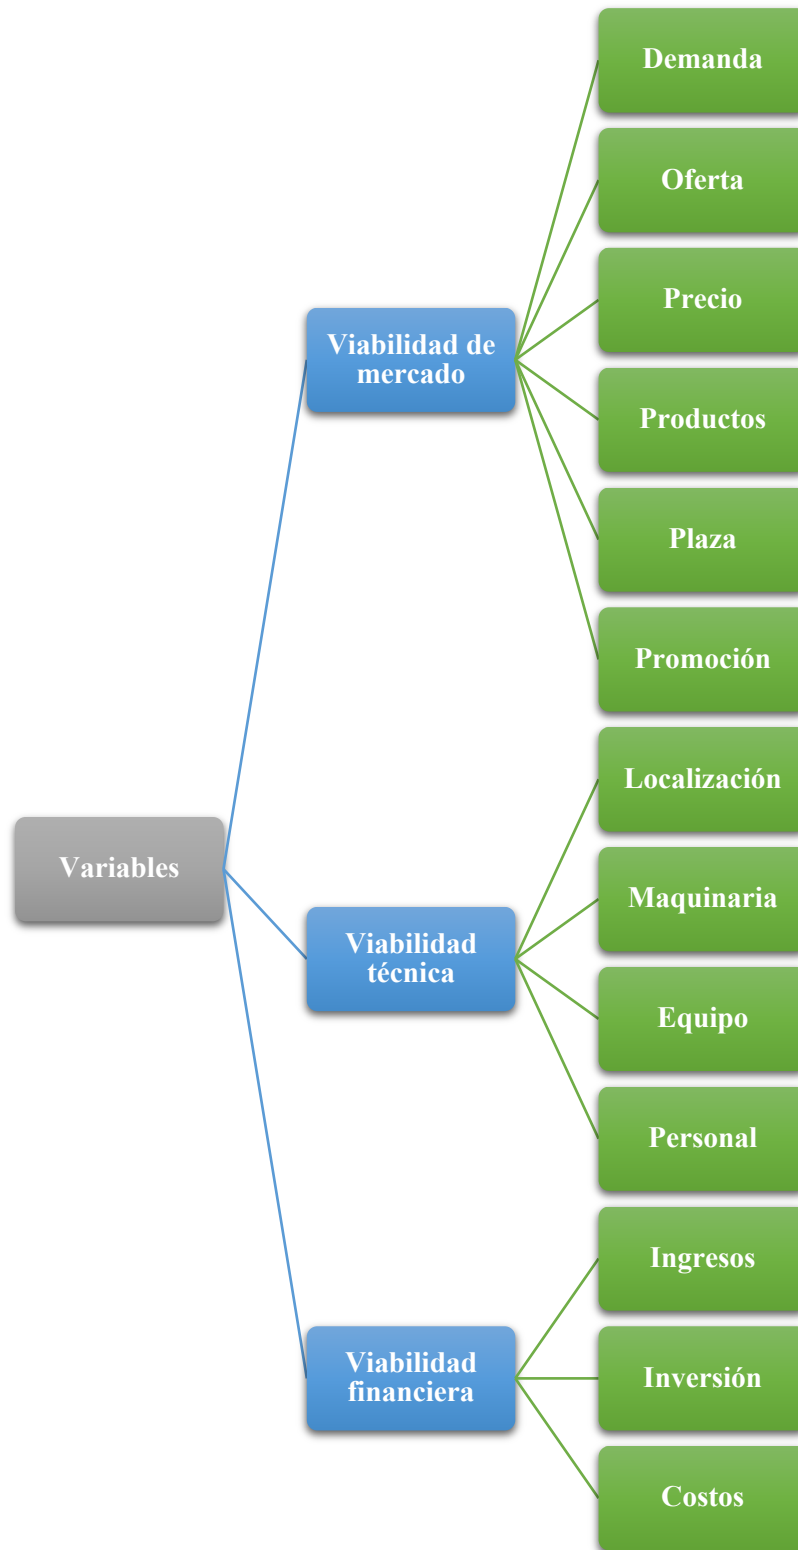 Variables
Viabilidad de
mercado
Demanda
Oferta
Precio
Productos
Plaza
Promoción
Viabilidad
técnica
Localización
Maquinaria
Equipo
Personal
Viabilidad
financiera
Ingresos
Inversión
Costos